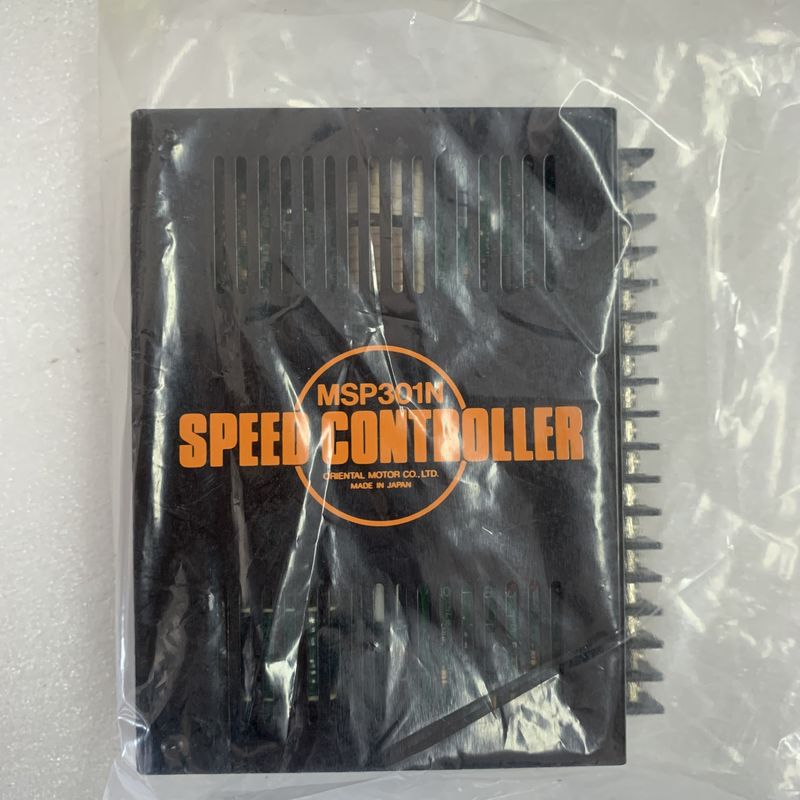 MSP301N
SPEED CONTROLLER
ORIENTAL MOTOR CO.,LTD.
MADE IN JAPAN